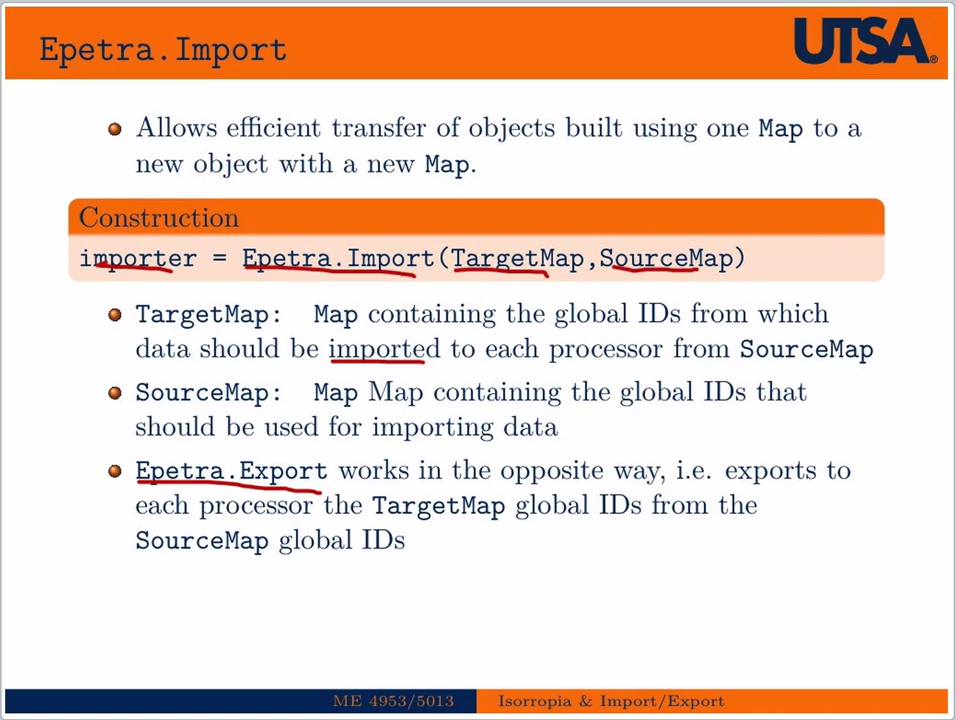 Epetra.Import
UTSA®
Allows efficient transfer of objects built using one Map to a
new object with a new Map.
Construction
importer = Epetra.Import(TargetMap,SourceMap)
TargetMap: Map containing the global IDs from which
data should be imported to each processor from SourceMap
SourceMap: Map Map containing the global IDs that
should be used for importing data
Epetra.Export works in the opposite way, i.e. exports to
each processor the TargetMap global IDs from the
SourceMap global IDs
ME 4953/5013
Isorropia & Import/Export